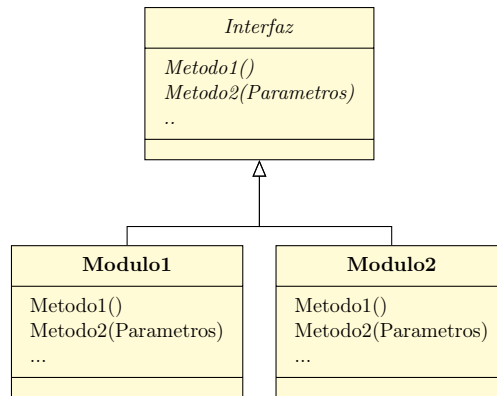 Interfaz
Metodo1()
Metodo2(Parametros)
..
Modulo1
Metodo1()
Metodo2(Parametros)
...
Modulo2
Metodo1()
Metodo2(Parametros)
...